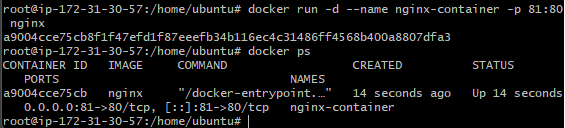 root@ip-172-31-30-57:/home/ubuntu# docker run -d --name nginx-container -p 81:80
nginx
a9004cce75cb8f1f47efd1f87eeefb34b116ec4c31486ff4568b400a8807dfa3
root@ip-172-31-30-57:/home/ubuntu# docker ps
CONTAINER ID   IMAGE     COMMAND                  CREATED          STATUS
PORTS                                 NAMES
a9004cce75cb   nginx     "/docker-entrypoint.…"   14 seconds ago   Up 14 seconds
0.0.0.0:81->80/tcp, [::]:81->80/tcp   nginx-container
root@ip-172-31-30-57:/home/ubuntu#